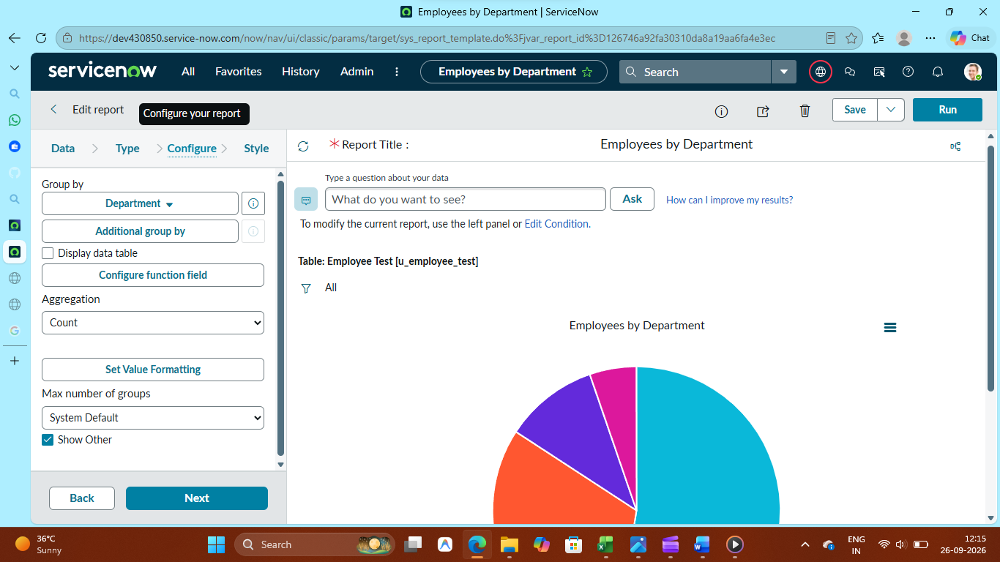 Employees by Department | ServiceNow
https://dev430850.service-now.com/now/nav/ui/classic/params/target/sys_report_template.do%3Fjvar_report_id%3D126746a92fa30310da8a19aa6fa4e3ec
Chat
servicenow
All
Favorites
History
Admin
Employees by Department
Search
Edit report
Configure your report
Save
Run
Data
Type
Configure
Style
Report Title :
Employees by Department
Group by
Department
Additional group by
Display data table
Configure function field
Aggregation
Count
Set Value Formatting
Max number of groups
System Default
Show Other
Back
Next
Type a question about your data
What do you want to see?
Ask
How can I improve my results?
To modify the current report, use the left panel or Edit Condition.
Table: Employee Test [u_employee_test]
All
Employees by Department
36°C
Sunny
Search
ENG
IN
12:15
26-09-2026